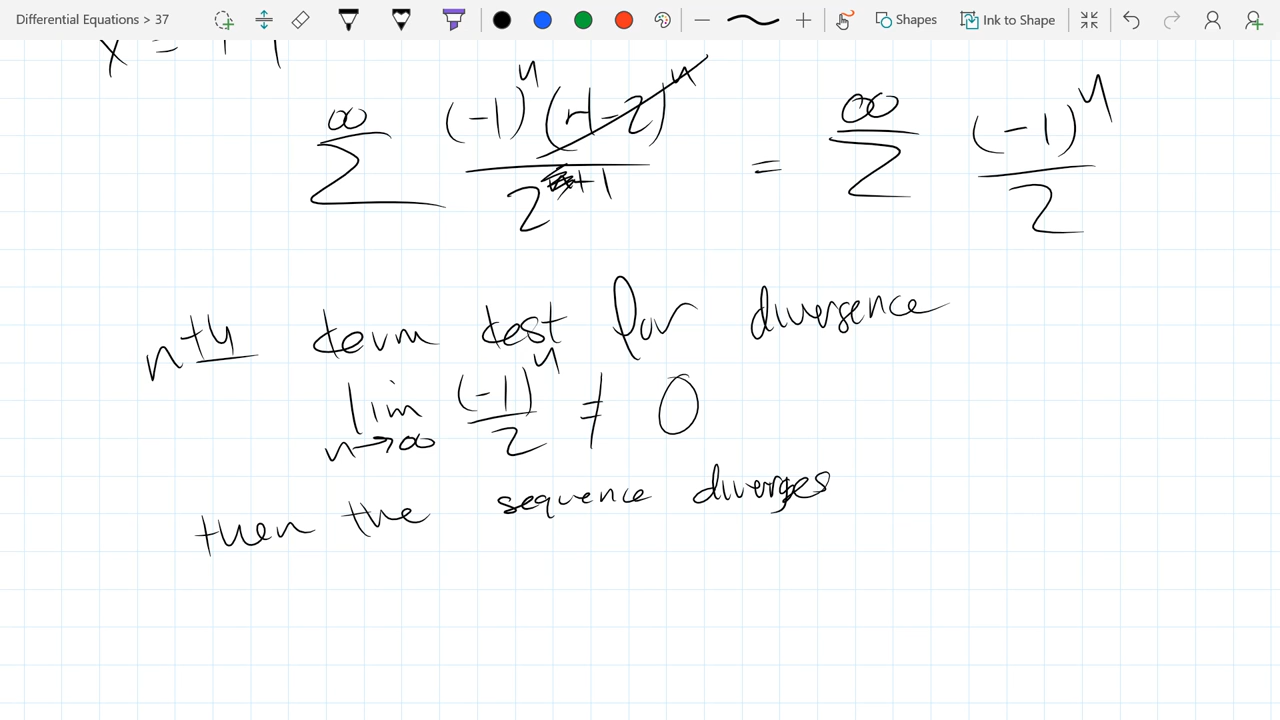 Differential Equations > 37
Shapes
Ink to Shape
∞ Σ (-1)^n (4-2)^n / 2^(n+1) = ∞ Σ (-1)^n / 2
nth term test for divergence
lim n→∞ (-1)^n / 2 ≠ 0
then the sequence diverges